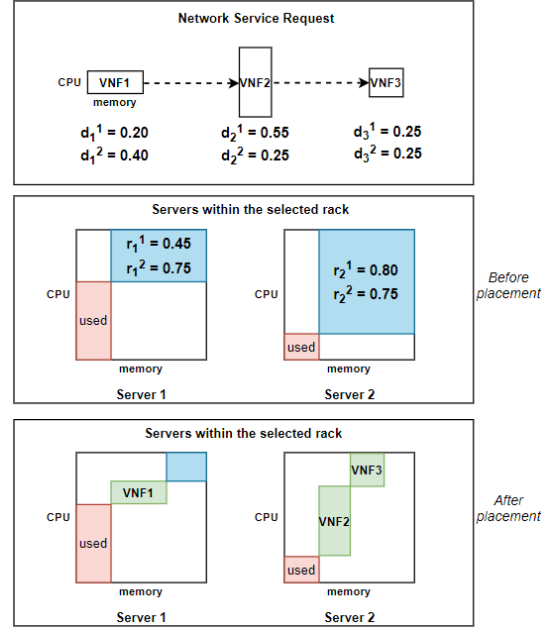 Network Service Request
CPU VNF1 VNF2 VNF3
memory
d₁¹ = 0.20 d₂¹ = 0.55 d₃¹ = 0.25
d₁² = 0.40 d₂² = 0.25 d₃² = 0.25
Servers within the selected rack
r₁¹ = 0.45
r₁² = 0.75
r₂¹ = 0.80
r₂² = 0.75
CPU CPU
used used
memory memory
Server 1 Server 2
Before
placement
Servers within the selected rack
VNF3
VNF1
VNF2
CPU CPU
used used
memory memory
Server 1 Server 2
After
placement